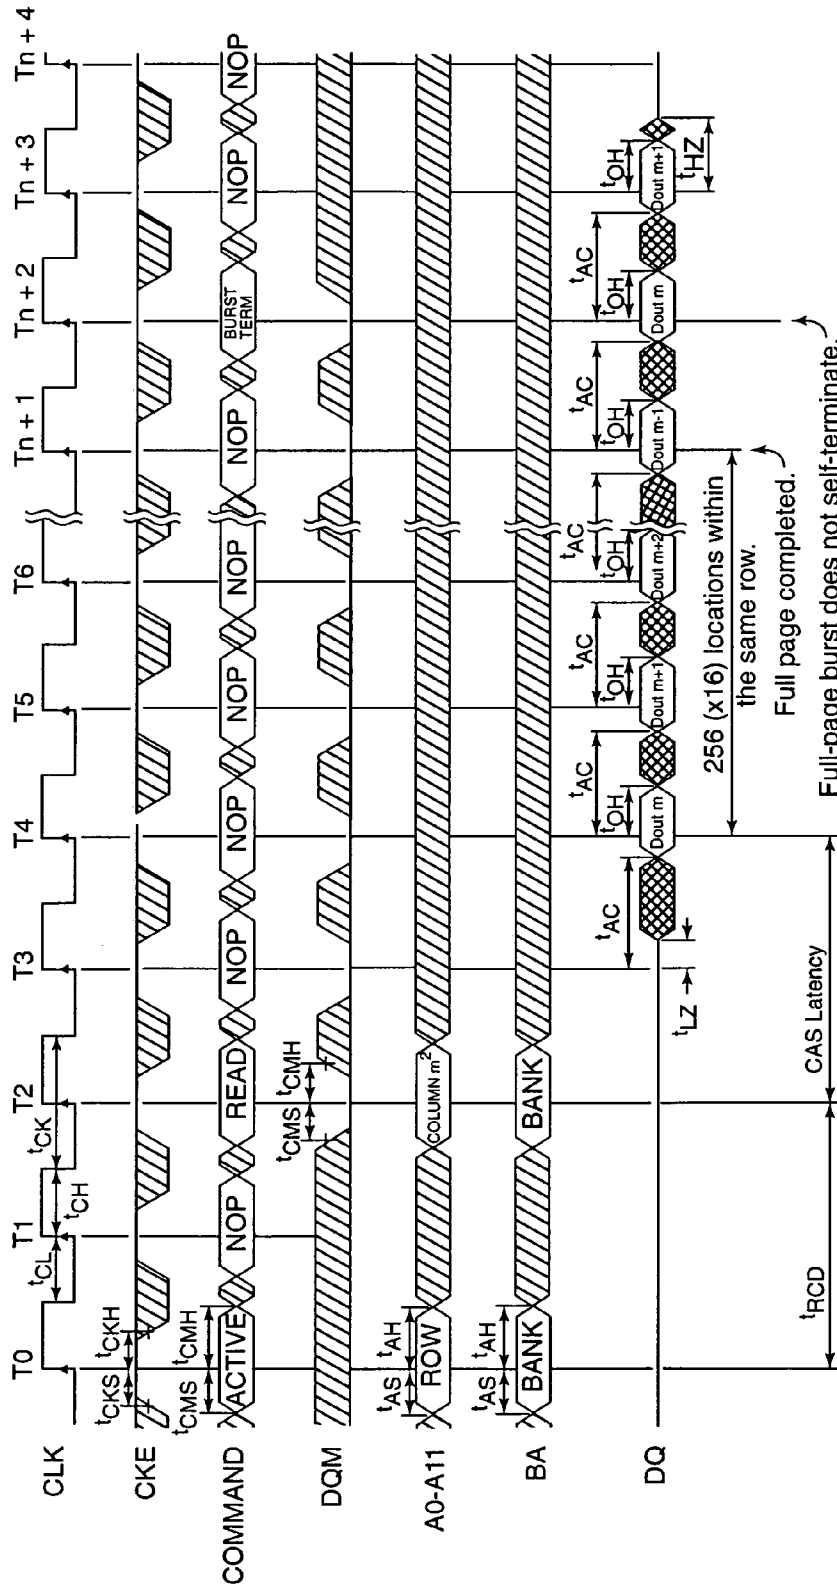 T0 T1 T2 T3 T4 T5 T6 Tn + 1 Tn + 2 Tn + 3 Tn + 4
CLK
tCL tCH tCK
CKE
tCKS tCKH
COMMAND
tCMS tCMH
ACTIVE NOP READ NOP NOP NOP NOP NOP BURST TERM NOP NOP
DQM
tCMS tCMH
A0-A11
tAS tAH
ROW COLUMN m2
BA
tAS tAH
BANK BANK
DQ
tAC tAC tAC tAC tAC tAC
tOH tOH tOH tOH tOH tOH
Dout m Dout m+1 Dout m+2 Dout m-1 Dout m Dout m+1
tLZ tHZ
256 (x16) locations within
the same row.
Full page completed.
tRCD CAS Latency
Full-page burst does not self-terminate.